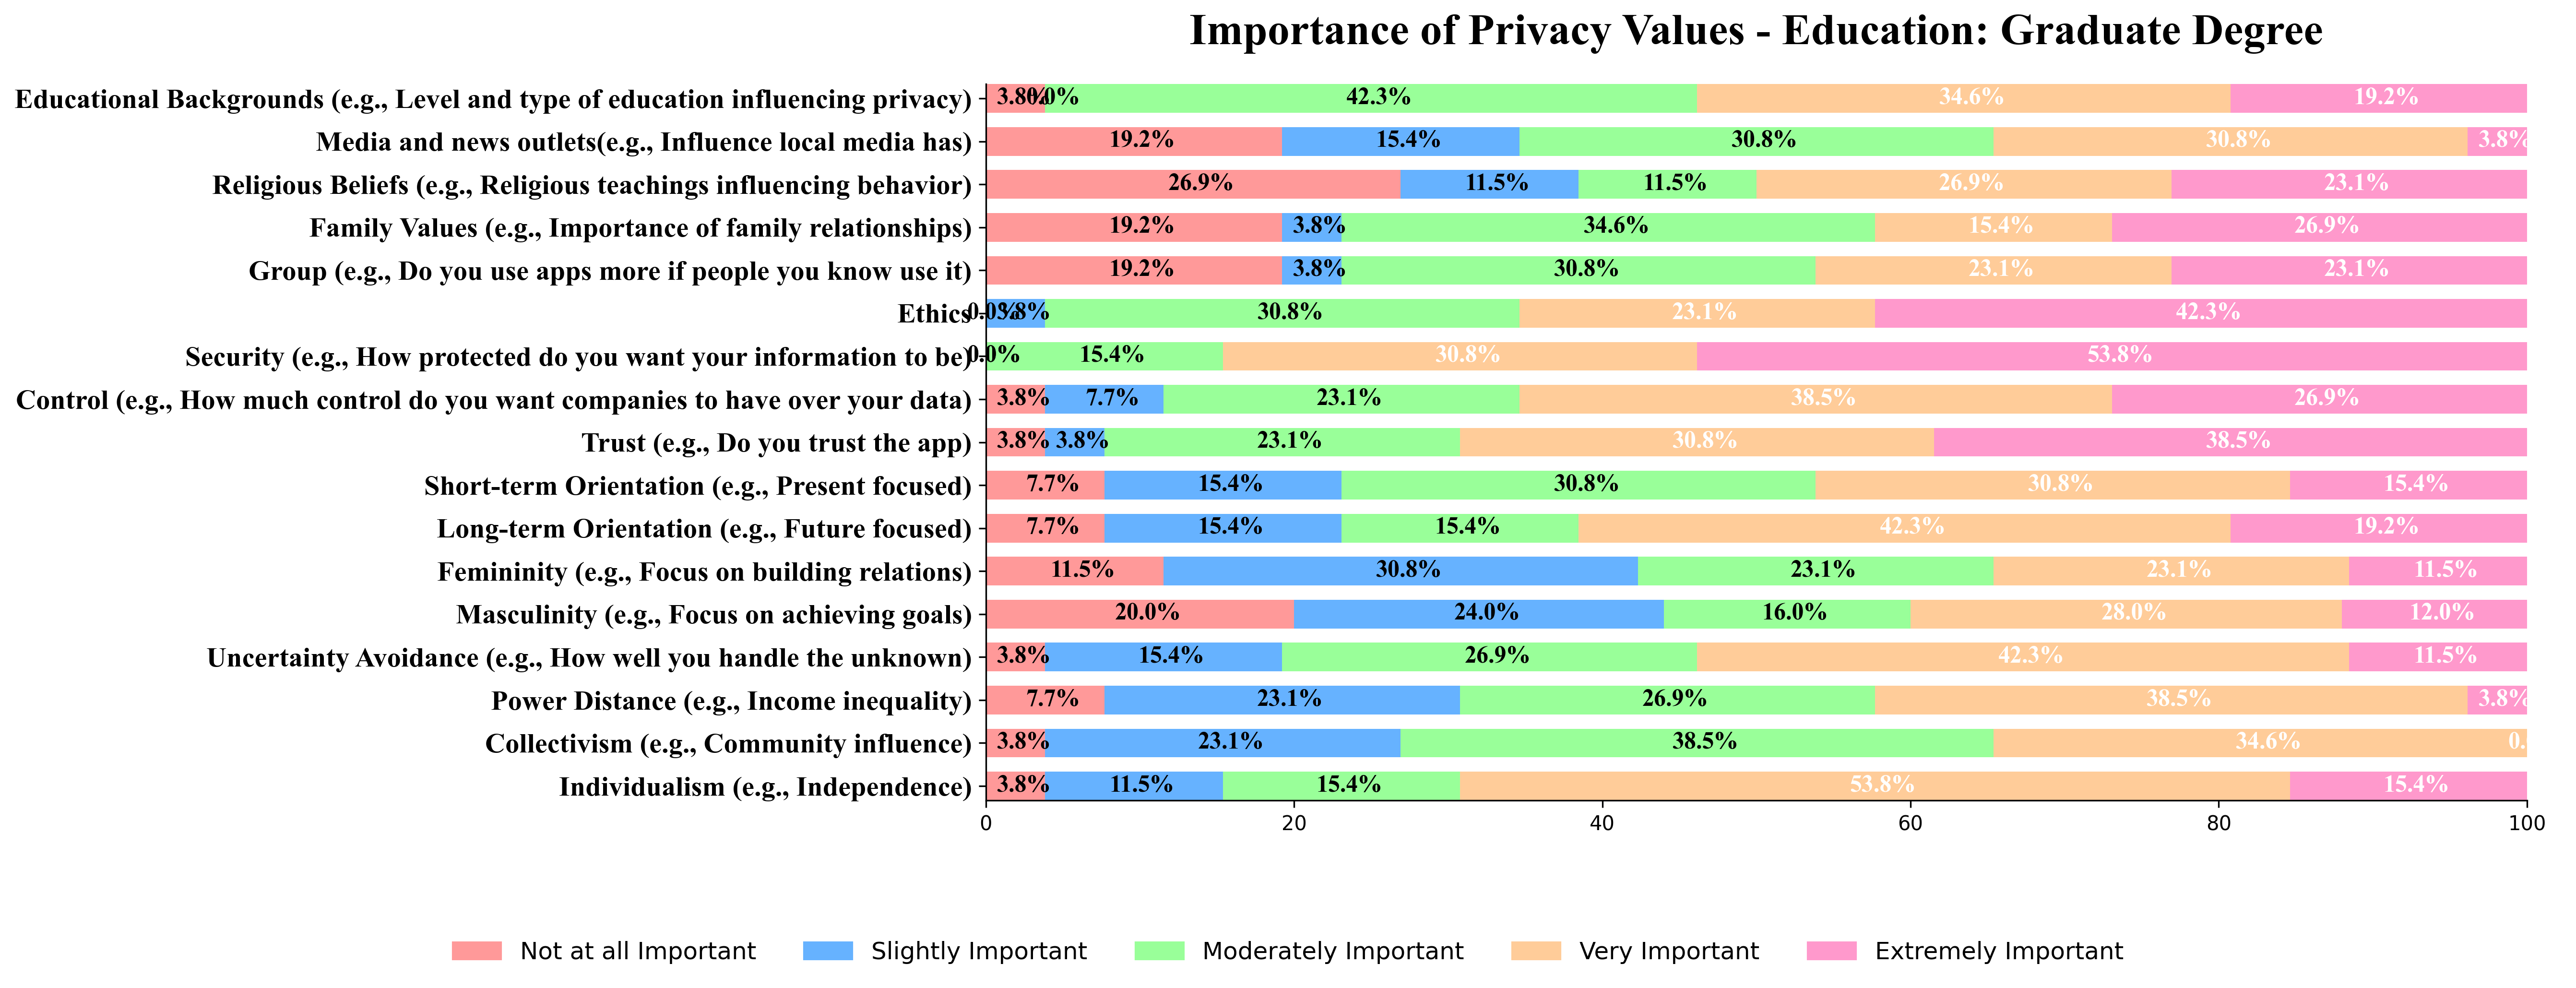 Importance of Privacy Values - Education: Graduate Degree
Educational Backgrounds (e.g., Level and type of education influencing privacy) 3.8% 0.0% 42.3% 34.6% 19.2%
Media and news outlets(e.g., Influence local media has) 19.2% 15.4% 30.8% 30.8% 3.8%
Religious Beliefs (e.g., Religious teachings influencing behavior) 26.9% 11.5% 11.5% 26.9% 23.1%
Family Values (e.g., Importance of family relationships) 19.2% 3.8% 34.6% 15.4% 26.9%
Group (e.g., Do you use apps more if people you know use it) 19.2% 3.8% 30.8% 23.1% 23.1%
Ethics 0.0% 3.8% 30.8% 23.1% 42.3%
Security (e.g., How protected do you want your information to be) 0.0% 15.4% 30.8% 53.8%
Control (e.g., How much control do you want companies to have over your data) 3.8% 7.7% 23.1% 38.5% 26.9%
Trust (e.g., Do you trust the app) 3.8% 3.8% 23.1% 30.8% 38.5%
Short-term Orientation (e.g., Present focused) 7.7% 15.4% 30.8% 30.8% 15.4%
Long-term Orientation (e.g., Future focused) 7.7% 15.4% 15.4% 42.3% 19.2%
Femininity (e.g., Focus on building relations) 11.5% 30.8% 23.1% 23.1% 11.5%
Masculinity (e.g., Focus on achieving goals) 20.0% 24.0% 16.0% 28.0% 12.0%
Uncertainty Avoidance (e.g., How well you handle the unknown) 3.8% 15.4% 26.9% 42.3% 11.5%
Power Distance (e.g., Income inequality) 7.7% 23.1% 26.9% 38.5% 3.8%
Collectivism (e.g., Community influence) 3.8% 23.1% 38.5% 34.6% 0.
Individualism (e.g., Independence) 3.8% 11.5% 15.4% 53.8% 15.4%
0 20 40 60 80 100
Not at all Important Slightly Important Moderately Important Very Important Extremely Important